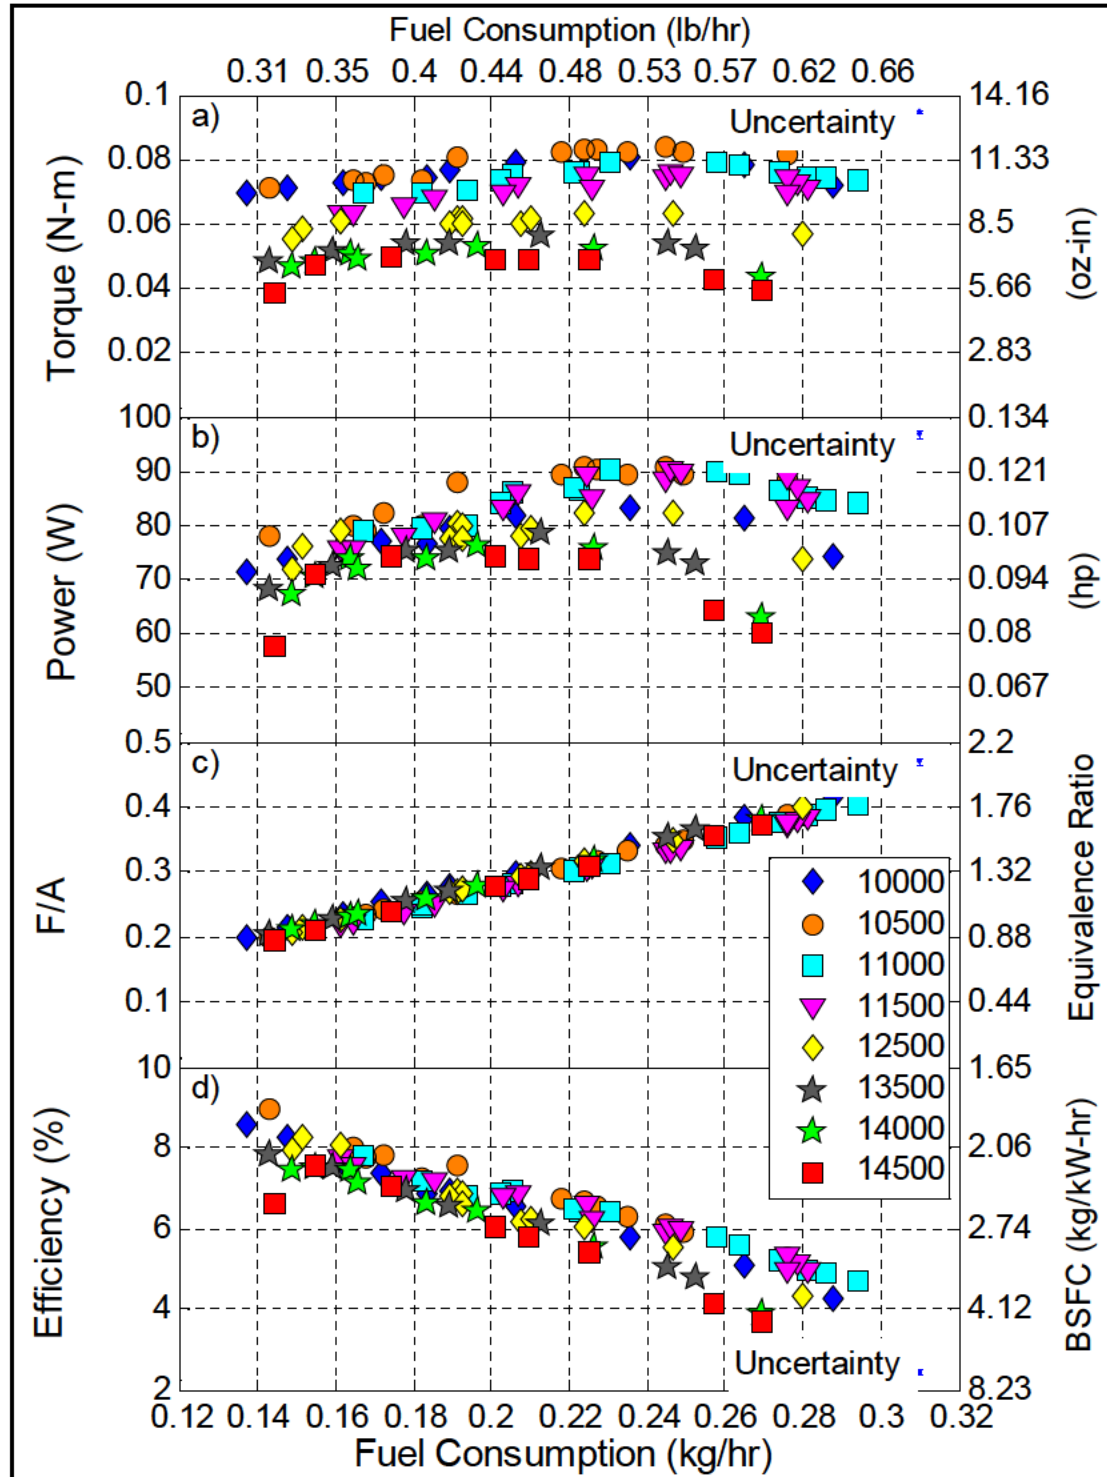 Fuel Consumption (lb/hr)
0.31 0.35 0.4 0.44 0.48 0.53 0.57 0.62 0.66
a)
Uncertainty
0.1
0.08
0.06
0.04
0.02
Torque (N-m)
14.16
11.33
8.5
5.66
2.83
(oz-in)
b)
Uncertainty
100
90
80
70
60
50
Power (W)
0.134
0.121
0.107
0.094
0.08
0.067
(hp)
c)
Uncertainty
0.5
0.4
0.3
0.2
0.1
F/A
2.2
1.76
1.32
0.88
0.44
Equivalence Ratio
10000
10500
11000
11500
12500
13500
14000
14500
d)
Uncertainty
10
8
6
4
2
Efficiency (%)
1.65
2.06
2.74
4.12
8.23
BSFC (kg/kW-hr)
0.12 0.14 0.16 0.18 0.2 0.22 0.24 0.26 0.28 0.3 0.32
Fuel Consumption (kg/hr)